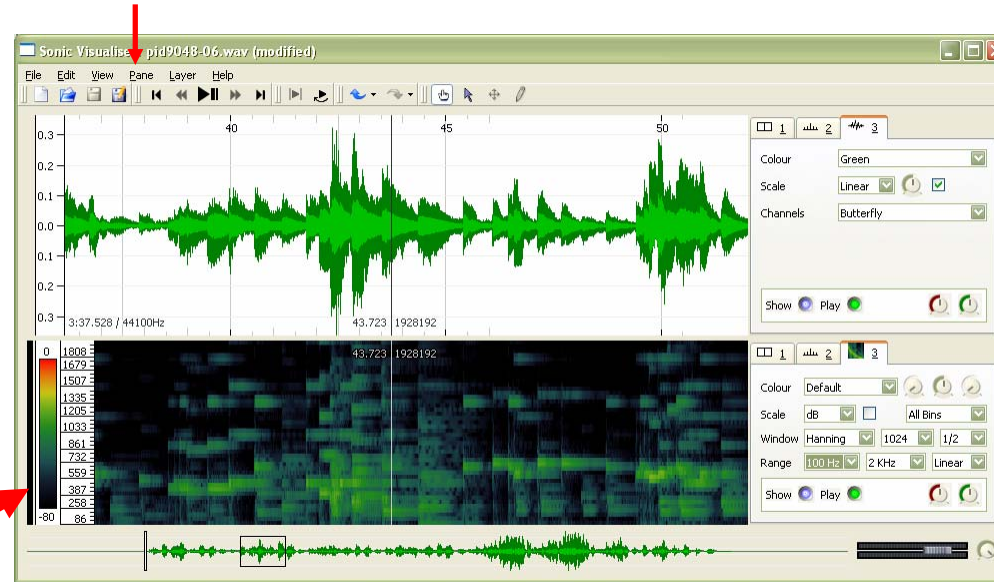 Sonic Visualise pid9048-06.wav (modified)
File Edit View Pane Layer Help
40 45 50
0.3
0.2
0.1
0.0
0.1
0.2
0.3
3:37.528 / 44100Hz 43.723 1928192
1 2 3
Colour Green
Scale Linear
Channels Butterfly
Show Play
0
-80
1808
1679
1507
1335
1205
1033
861
732
559
387
258
86
43.723 1928192
1 2 3
Colour Default
Scale dB All Bins
Window Hanning 1024 1/2
Range 100 Hz 2 KHz Linear
Show Play